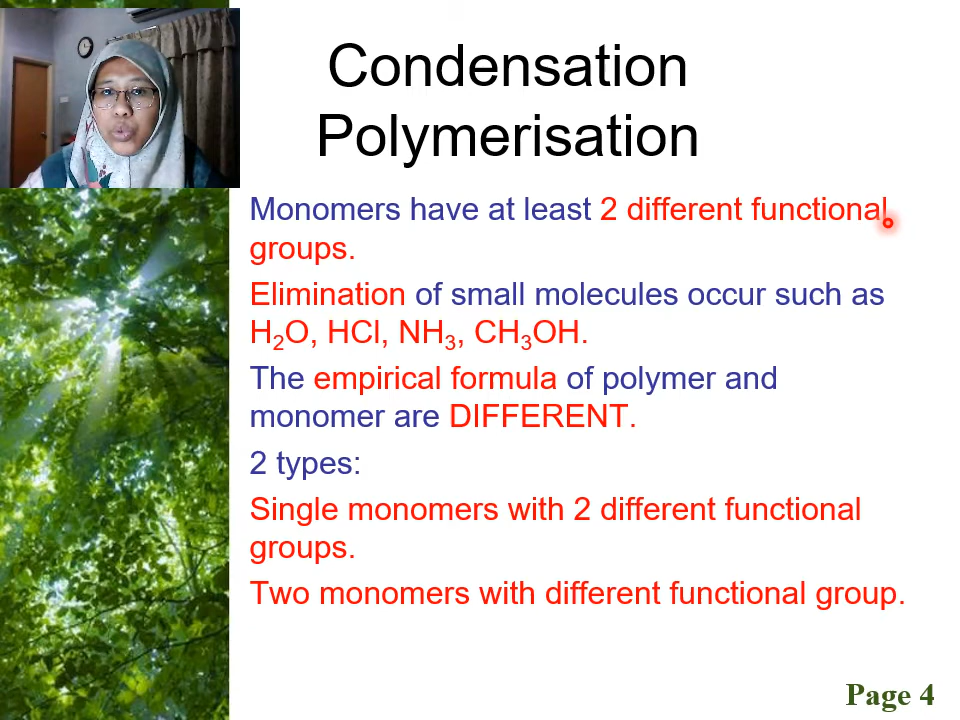 Condensation
Polymerisation
Monomers have at least 2 different functional
groups.
Elimination of small molecules occur such as
H₂O, HCl, NH₃, CH₃OH.
The empirical formula of polymer and
monomer are DIFFERENT.
2 types:
Single monomers with 2 different functional
groups.
Two monomers with different functional group.
Page 4